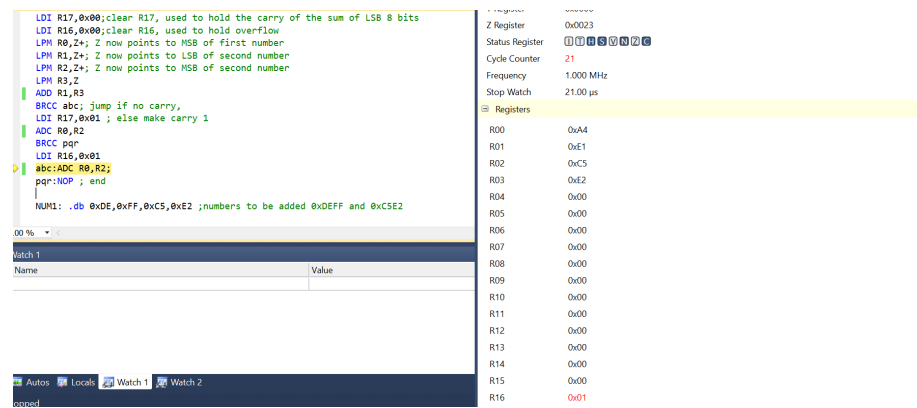 LDI R17,0x00;clear R17, used to hold the carry of the sum of LSB 8 bits
LDI R16,0x00;clear R16, used to hold overflow
LPM R0,Z+; Z now points to MSB of first number
LPM R1,Z+; Z now points to LSB of second number
LPM R2,Z+; Z now points to MSB of second number
LPM R3,Z
ADD R1,R3
BRCC abc; jump if no carry,
LDI R17,0x01 ; else make carry 1
ADC R0,R2
BRCC pqr
LDI R16,0x01
abc:ADC R0,R2;
pqr:NOP ; end
NUM1: .db 0xDE,0xFF,0xC5,0xE2 ;numbers to be added 0xDEFF and 0xC5E2
.00 %
Watch 1
Name Value
Autos Locals Watch 1 Watch 2
opped
Z Register 0x0023
Status Register I T H S V N Z C
Cycle Counter 21
Frequency 1.000 MHz
Stop Watch 21.00 µs
Registers
R00 0xA4
R01 0xE1
R02 0xC5
R03 0xE2
R04 0x00
R05 0x00
R06 0x00
R07 0x00
R08 0x00
R09 0x00
R10 0x00
R11 0x00
R12 0x00
R13 0x00
R14 0x00
R15 0x00
R16 0x01